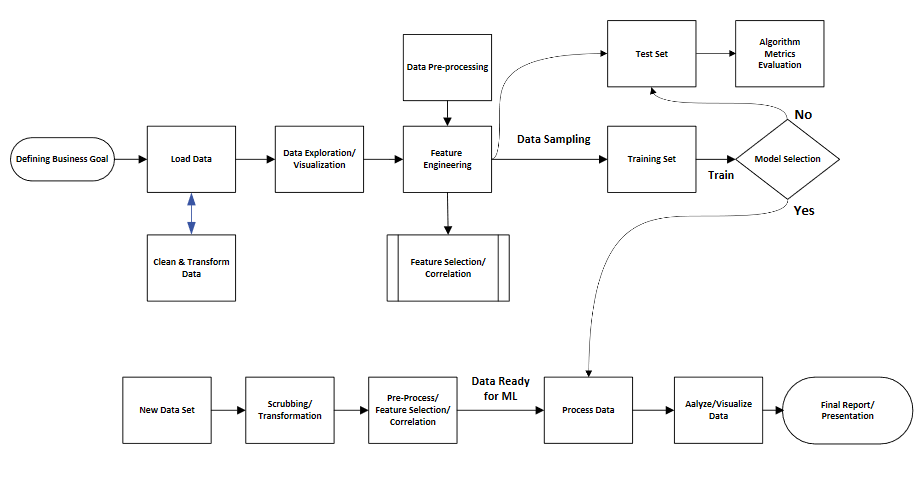 Test Set
Algorithm
Metrics
Evaluation
Data Pre-processing
No
Defining Business Goal
Load Data
Data Exploration/
Visualization
Feature
Engineering
Data Sampling
Training Set
Train
Model Selection
Yes
Clean & Transform
Data
Feature Selection/
Correlation
New Data Set
Scrubbing/
Transformation
Pre-Process/
Feature Selection/
Correlation
Data Ready
for ML
Process Data
Aalyze/Visualize
Data
Final Report/
Presentation